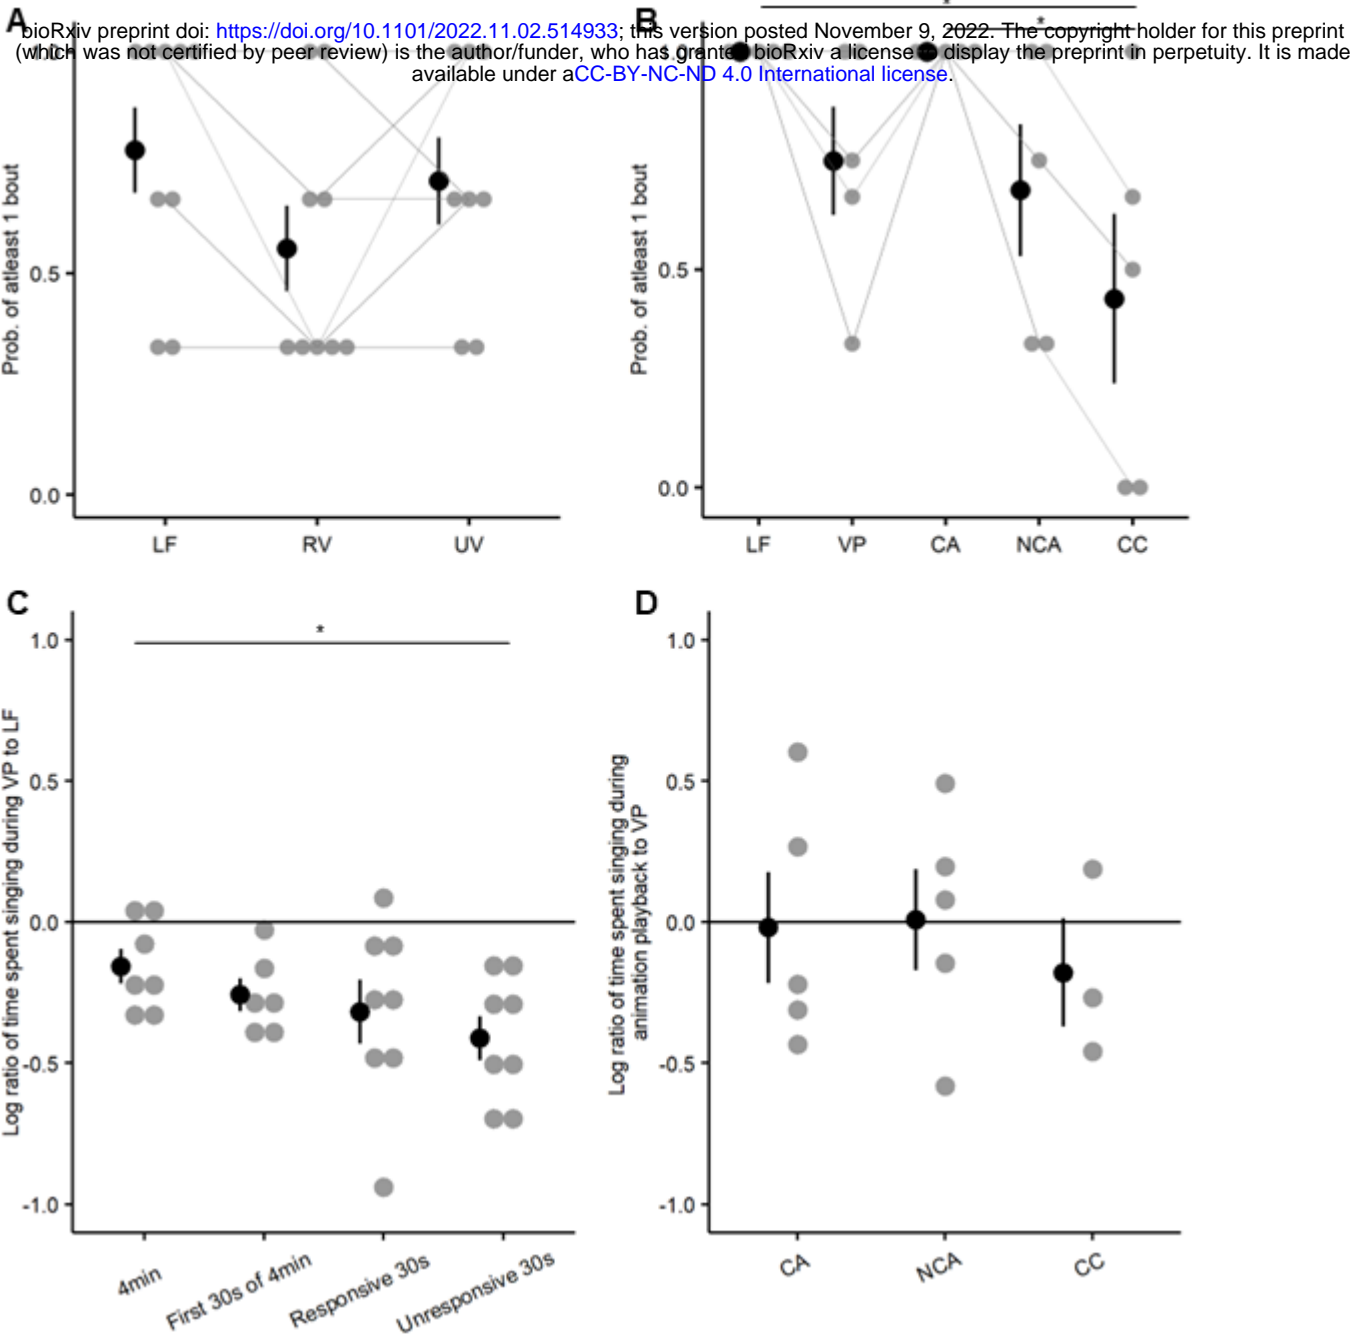 A
B
*
*
bioRxiv preprint doi: https://doi.org/10.1101/2022.11.02.514933; this version posted November 9, 2022. The copyright holder for this preprint
(which was not certified by peer review) is the author/funder, who has granted bioRxiv a license to display the preprint in perpetuity. It is made
available under aCC-BY-NC-ND 4.0 International license.
Prob. of atleast 1 bout
1.0
0.5
0.0
LF RV UV
Prob. of atleast 1 bout
1.0
0.5
0.0
LF VP CA NCA CC
C
Log ratio of time spent singing during VP to LF
*
1.0
0.5
0.0
-0.5
-1.0
4min
First 30s of 4min
Responsive 30s
Unresponsive 30s
D
Log ratio of time spent singing during
animation playback to VP
1.0
0.5
0.0
-0.5
-1.0
CA
NCA
CC